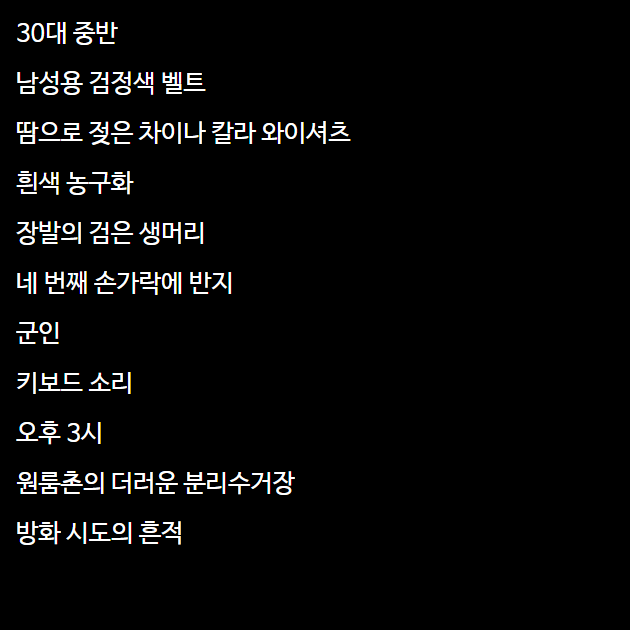 30대 중반
남성용 검정색 벨트
땀으로 젖은 차이나 칼라 와이셔츠
흰색 농구화
장발의 검은 생머리
네 번째 손가락에 반지
군인
키보드 소리
오후 3시
원룸촌의 더러운 분리수거장
방화 시도의 흔적